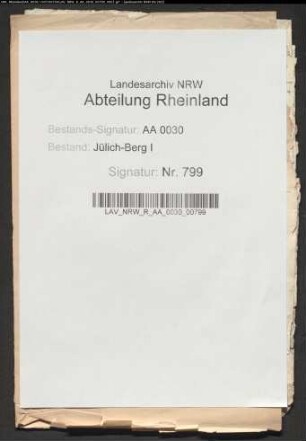 Landesarchiv NRW
Abteilung Rheinland
Bestands-Signatur: AA 0030
Bestand: Jülich-Berg I
Signatur: Nr. 799
LAV_NRW_R_AA_0030_00799